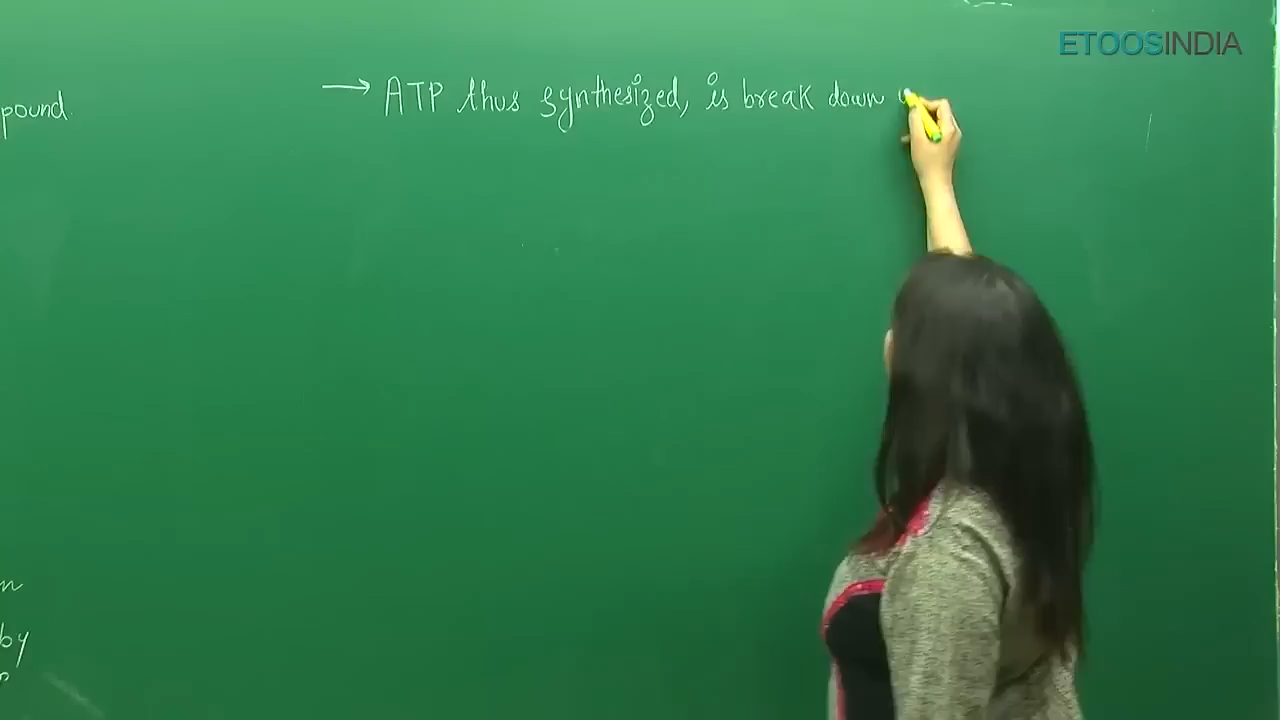 ETOOSINDIA
→ ATP thus synthesized, is break down
pound.
by